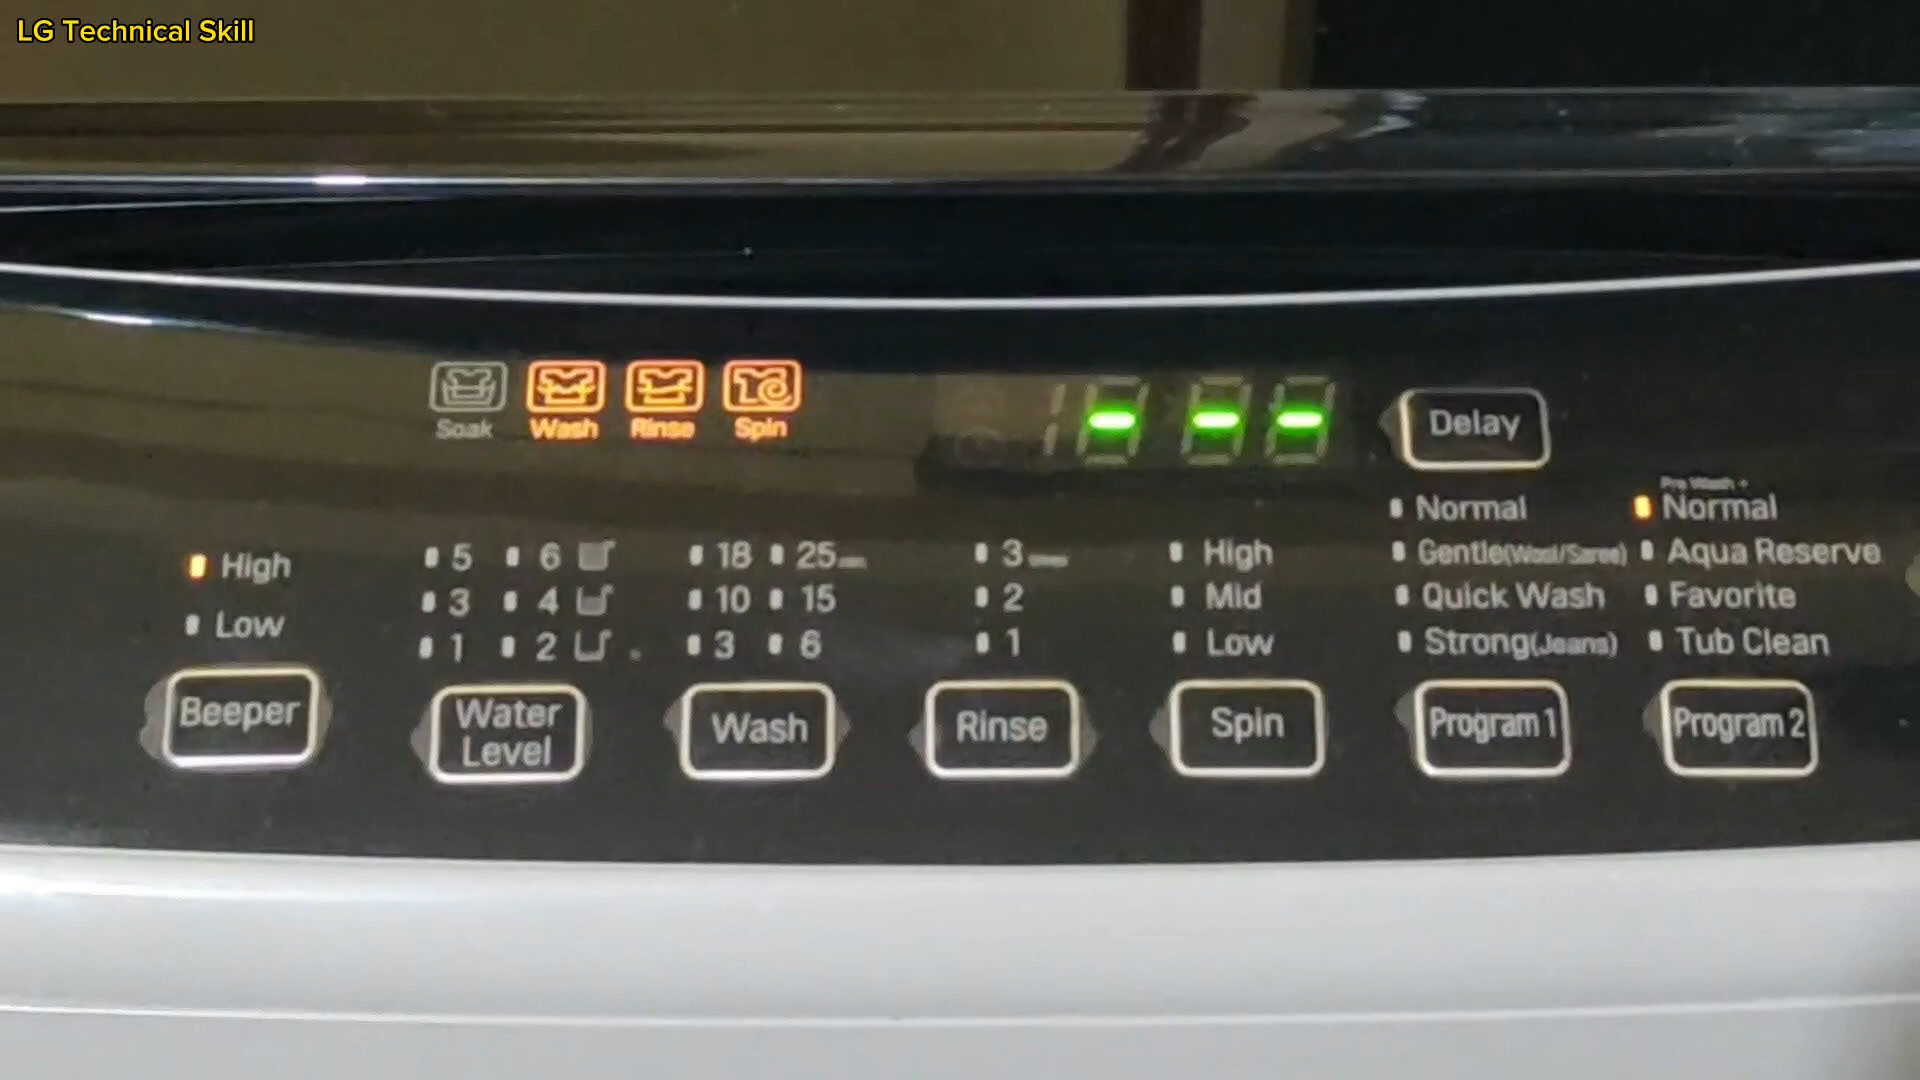 LG Technical Skill
Soak
Wash
Rinse
Spin
- - -
Delay
High
Low
Beeper
5 6
3 4
1 2
Water
Level
18 25
10 15
3 6
Wash
3
2
1
Rinse
High
Mid
Low
Spin
Normal
Gentle(Wool/Saree)
Quick Wash
Strong(Jeans)
Program 1
Pre Wash +
Normal
Aqua Reserve
Favorite
Tub Clean
Program 2